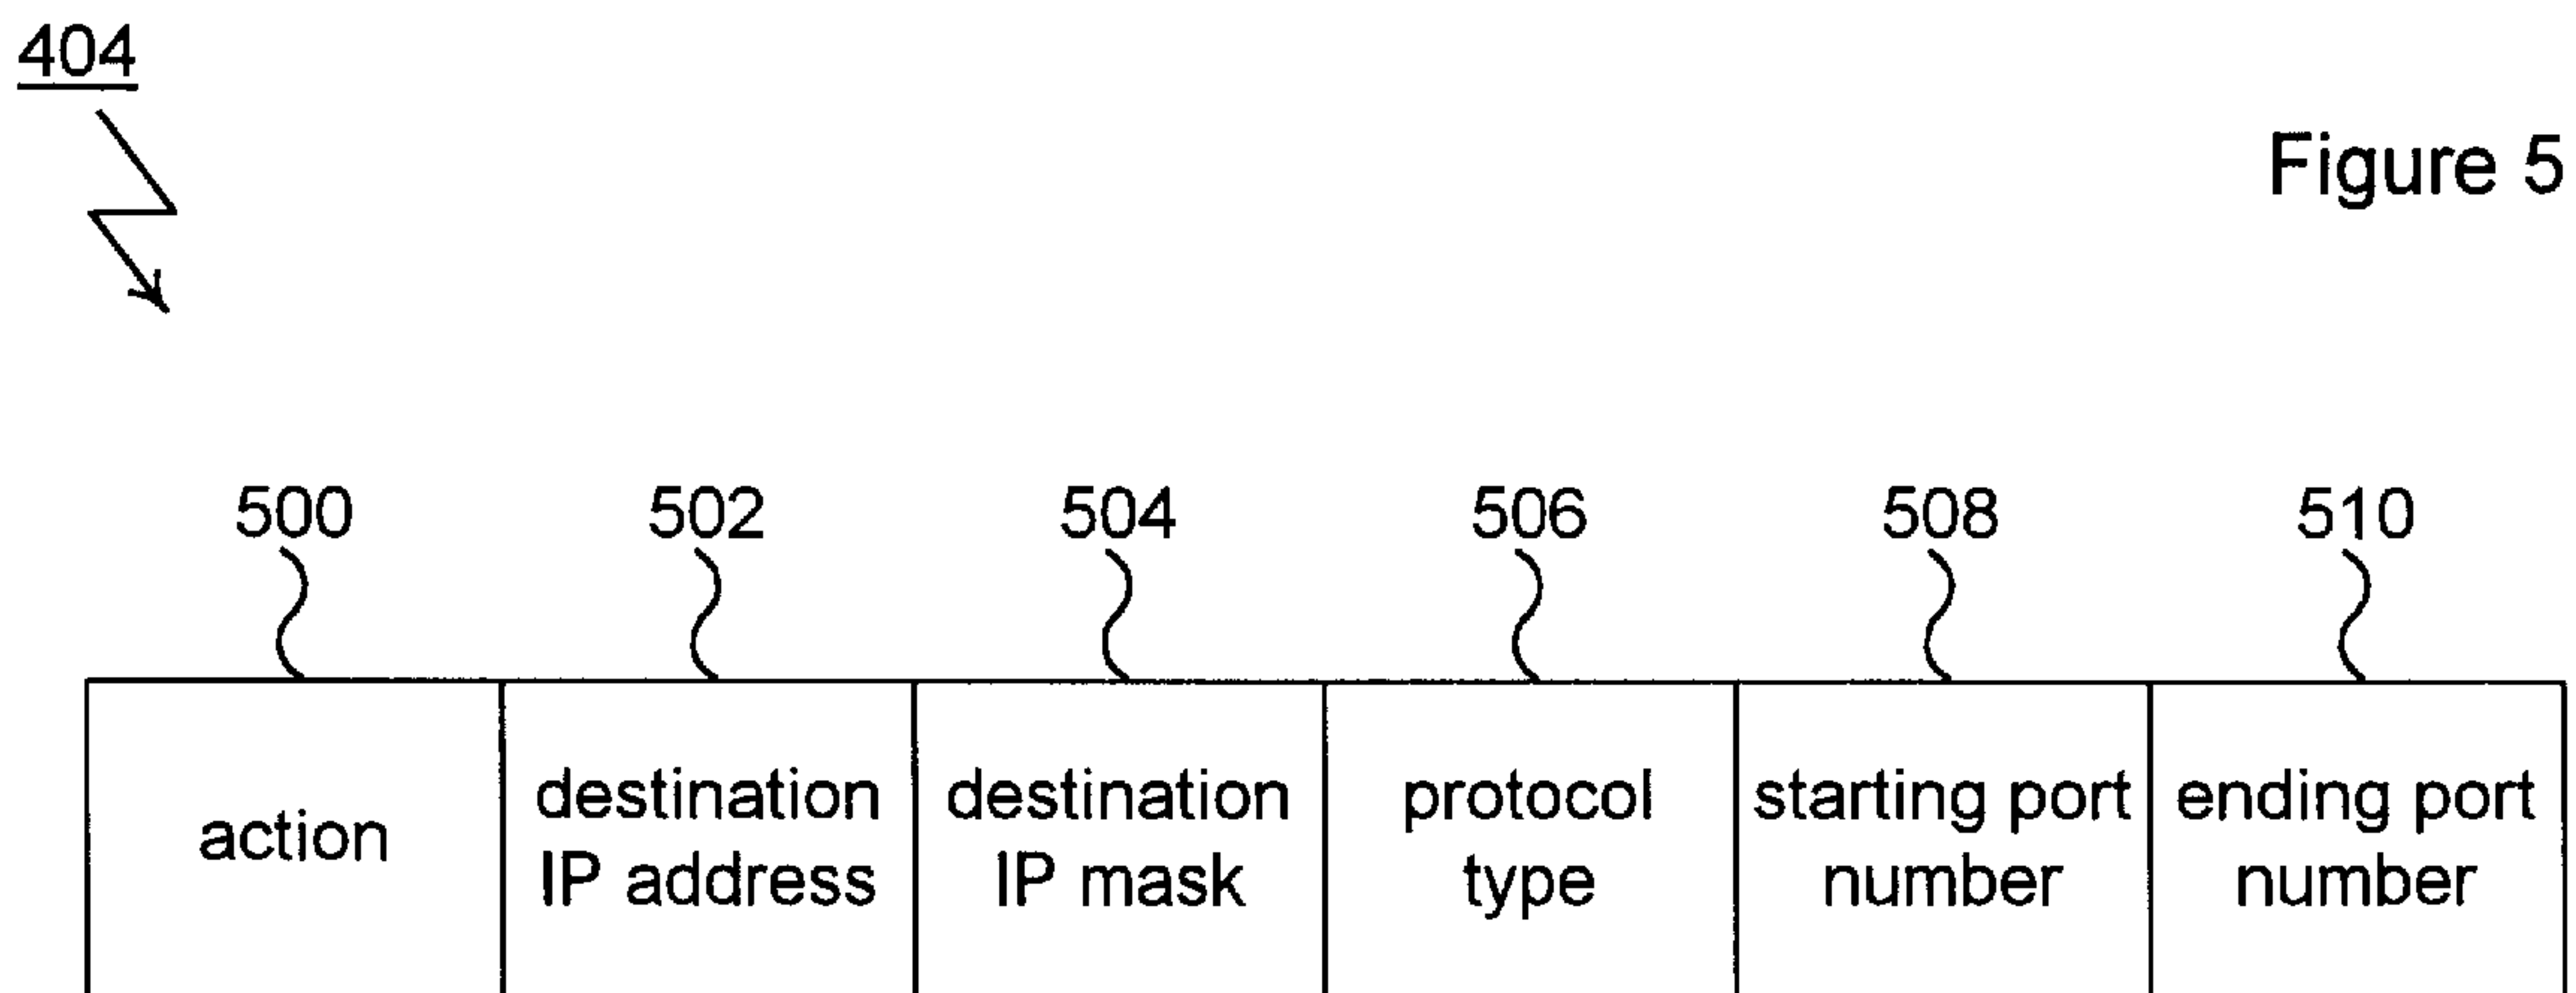 404
Figure 5
500 502 504 506 508 510
action
destination
IP address
destination
IP mask
protocol
type
starting port
number
ending port
number